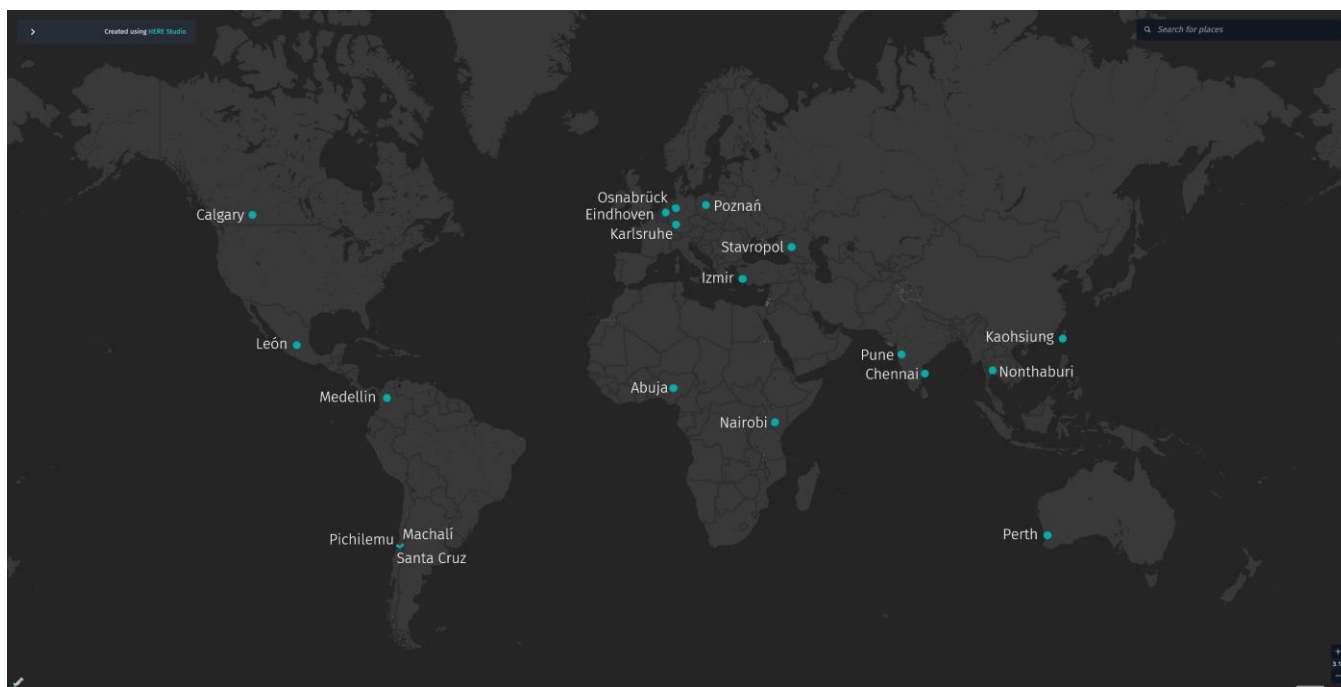 Created using HERE Studio
Search for places
Osnabrück
Calgary
Eindhoven
Poznań
Karlsruhe
Stavropol
Izmir
León
Kaohsiung
Pune
Chennai
Nonthaburi
Medellin
Abuja
Nairobi
Pichilemu
Machalí
Santa Cruz
Perth